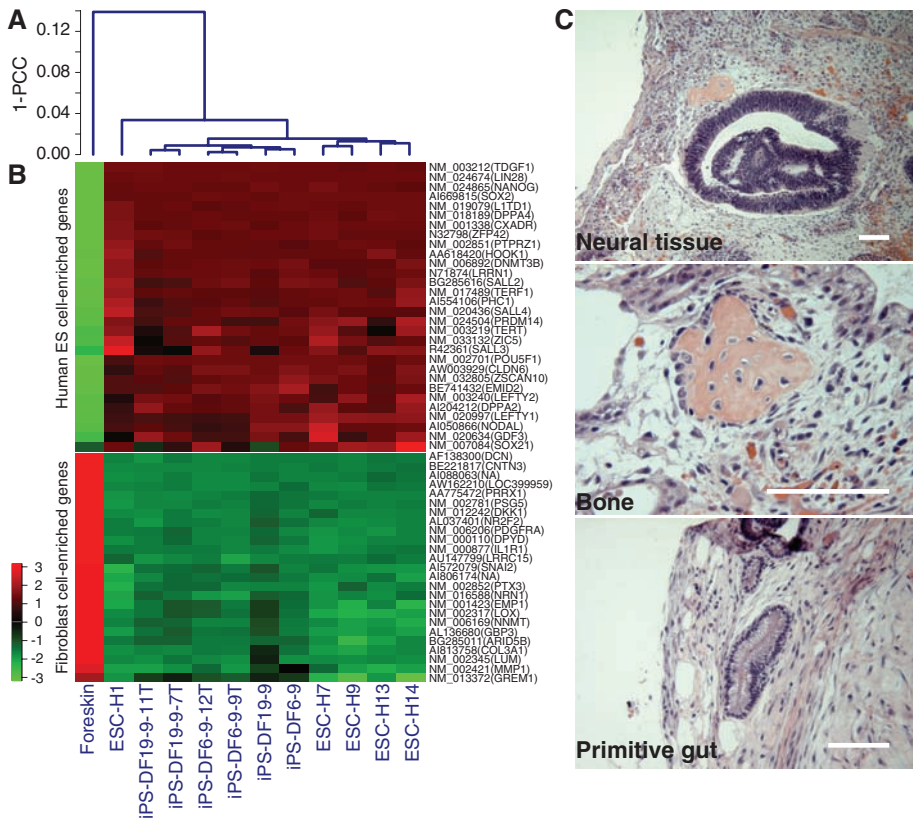 A
1-PCC
0.12
0.08
0.04
0.00
B
Human ES cell-enriched genes
NM_003212(TDGF1)
NM_024674(LIN28)
NM_024865(NANOG)
AI669815(SOX2)
NM_019079(L1TD1)
NM_018189(DPPA4)
NM_001338(CXADR)
N32798(ZFP42)
NM_002851(PTPRZ1)
AA618420(HOOK1)
NM_006892(DNMT3B)
N71874(LRRN1)
BG285616(SALL2)
NM_017489(TERF1)
AI554106(PHC1)
NM_020436(SALL4)
NM_024504(PRDM14)
NM_003219(TERT)
NM_033132(ZIC5)
R42361(SALL3)
NM_002701(POU5F1)
AW003929(CLDN6)
NM_032805(ZSCAN10)
BE741432(EMID2)
NM_003240(LEFTY2)
AI204212(DPPA2)
NM_020997(LEFTY1)
AI050866(NODAL)
NM_020634(GDF3)
NM_007084(SOX21)
Fibroblast cell-enriched genes
AF138300(DCN)
BE221817(CNTN3)
AI088063(NA)
AW162210(LOC399959)
AA775472(PRRX1)
NM_002781(PSG5)
NM_012242(DKK1)
AL037401(NR2F2)
NM_006206(PDGFRA)
NM_000110(DPYD)
NM_000877(IL1R1)
AU147799(LRRC15)
AI572079(SNAI2)
AI806174(NA)
NM_002852(PTX3)
NM_016588(NRN1)
NM_001423(EMP1)
NM_002317(LOX)
NM_006169(NNMT)
AL136680(GBP3)
BG285011(ARID5B)
AI813758(COL3A1)
NM_002345(LUM)
NM_002421(MMP1)
NM_013372(GREM1)
3
2
1
0
-1
-2
-3
Foreskin
ESC-H1
iPS-DF19-9-11T
iPS-DF19-9-7T
iPS-DF6-9-12T
iPS-DF6-9-9T
iPS-DF19-9
iPS-DF6-9
ESC-H7
ESC-H9
ESC-H13
ESC-H14
C
Neural tissue
Bone
Primitive gut